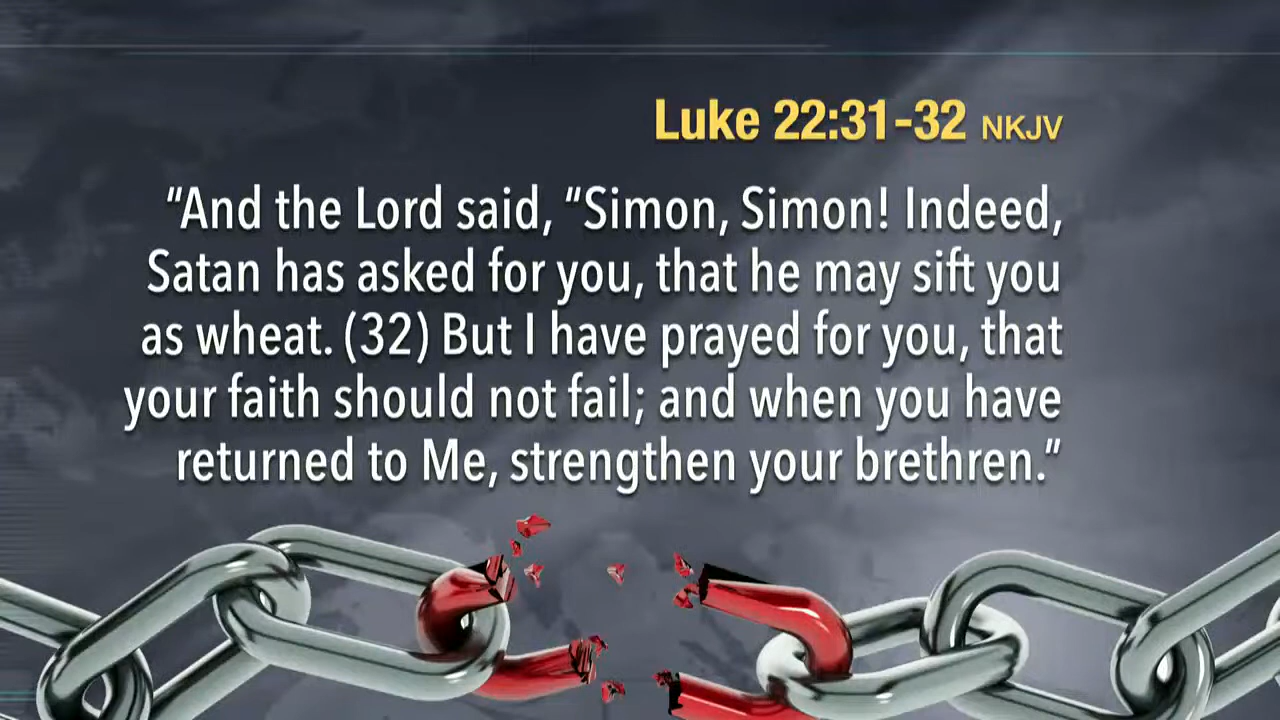 Luke 22:31-32 NKJV
“And the Lord said, “Simon, Simon! Indeed,
Satan has asked for you, that he may sift you
as wheat. (32) But I have prayed for you, that
your faith should not fail; and when you have
returned to Me, strengthen your brethren.”